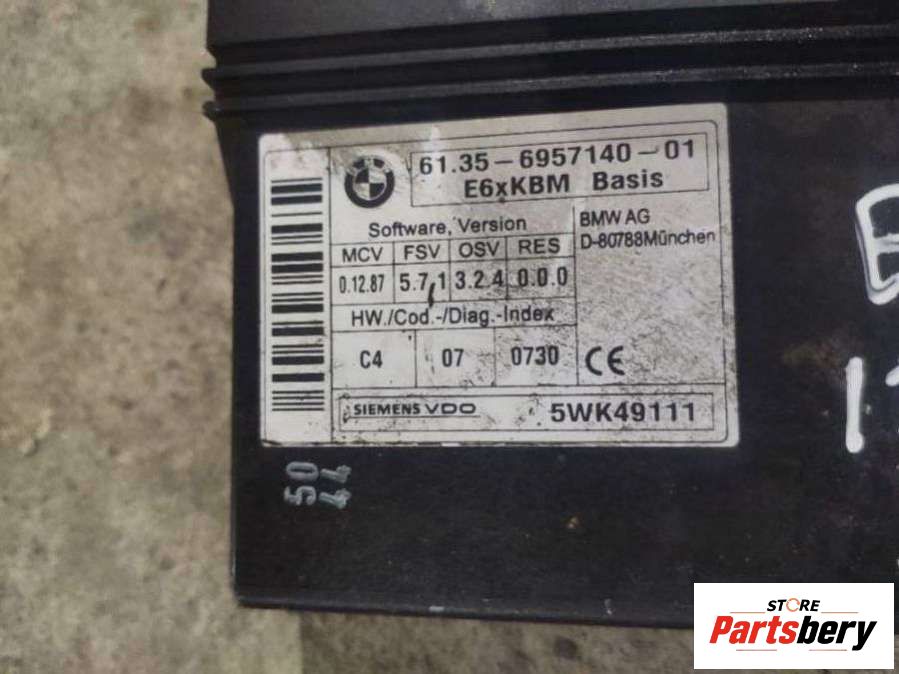 61.35-6957140-01
E6xKBM Basis
Software, Version
MCV FSV OSV RES
0.12.87 5.7.1 3.2.4 0.0.0
HW./Cod.-/Diag.-Index
C4 07 0730
BMW AG
D-80788München
CE
SIEMENS VDO 5WK49111
50
44
STORE
Partsbery